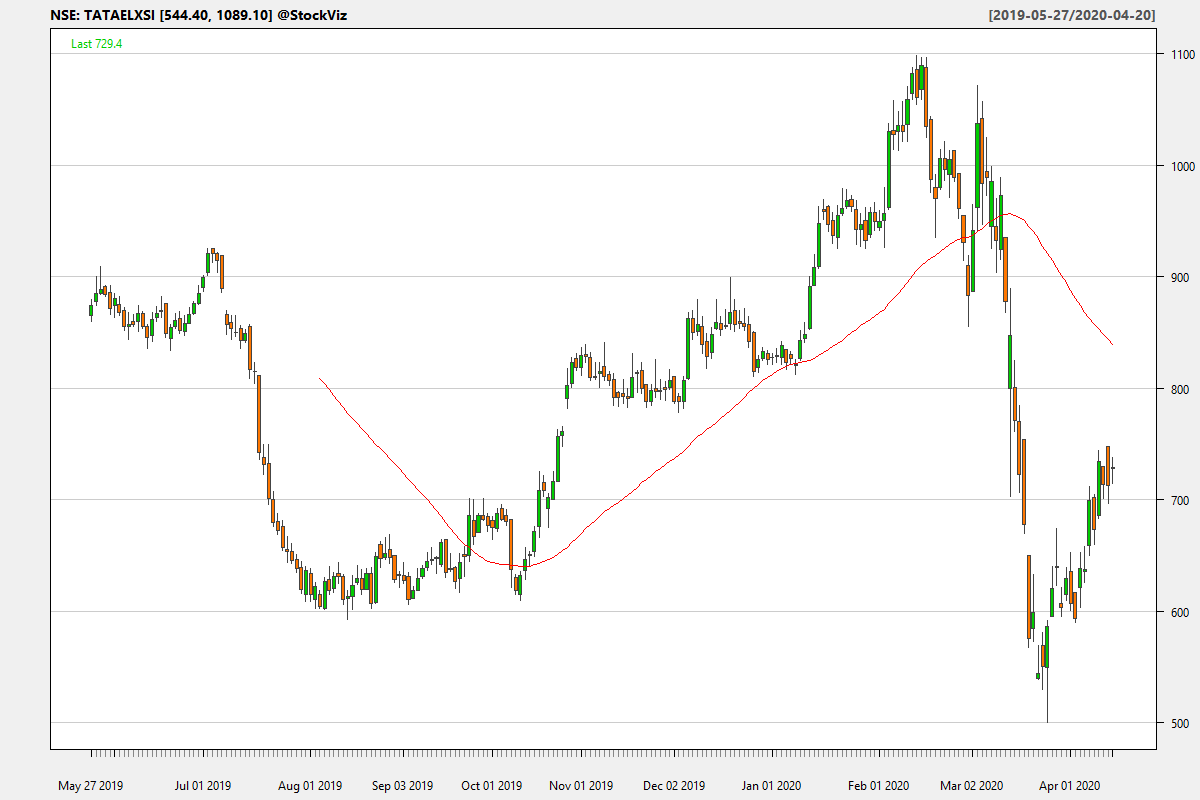 NSE: TATAELXSI [544.40, 1089.10] @StockViz [2019-05-27/2020-04-20]
Last 729.4
1100
1000
900
800
700
600
500
May 27 2019 Jul 01 2019 Aug 01 2019 Sep 03 2019 Oct 01 2019 Nov 01 2019 Dec 02 2019 Jan 01 2020 Feb 01 2020 Mar 02 2020 Apr 01 2020